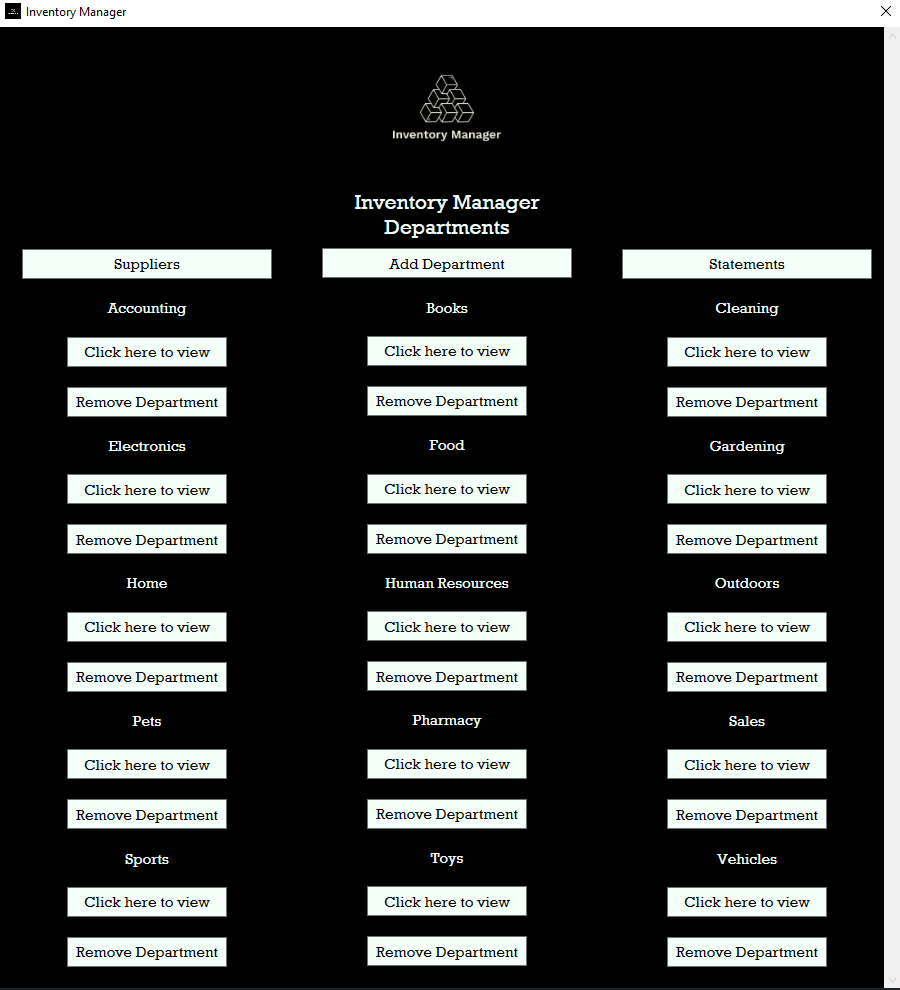 Inventory Manager
Inventory Manager
Inventory Manager
Departments
Suppliers
Add Department
Statements
Accounting
Books
Cleaning
Click here to view
Click here to view
Click here to view
Remove Department
Remove Department
Remove Department
Electronics
Food
Gardening
Click here to view
Click here to view
Click here to view
Remove Department
Remove Department
Remove Department
Home
Human Resources
Outdoors
Click here to view
Click here to view
Click here to view
Remove Department
Remove Department
Remove Department
Pets
Pharmacy
Sales
Click here to view
Click here to view
Click here to view
Remove Department
Remove Department
Remove Department
Sports
Toys
Vehicles
Click here to view
Click here to view
Click here to view
Remove Department
Remove Department
Remove Department